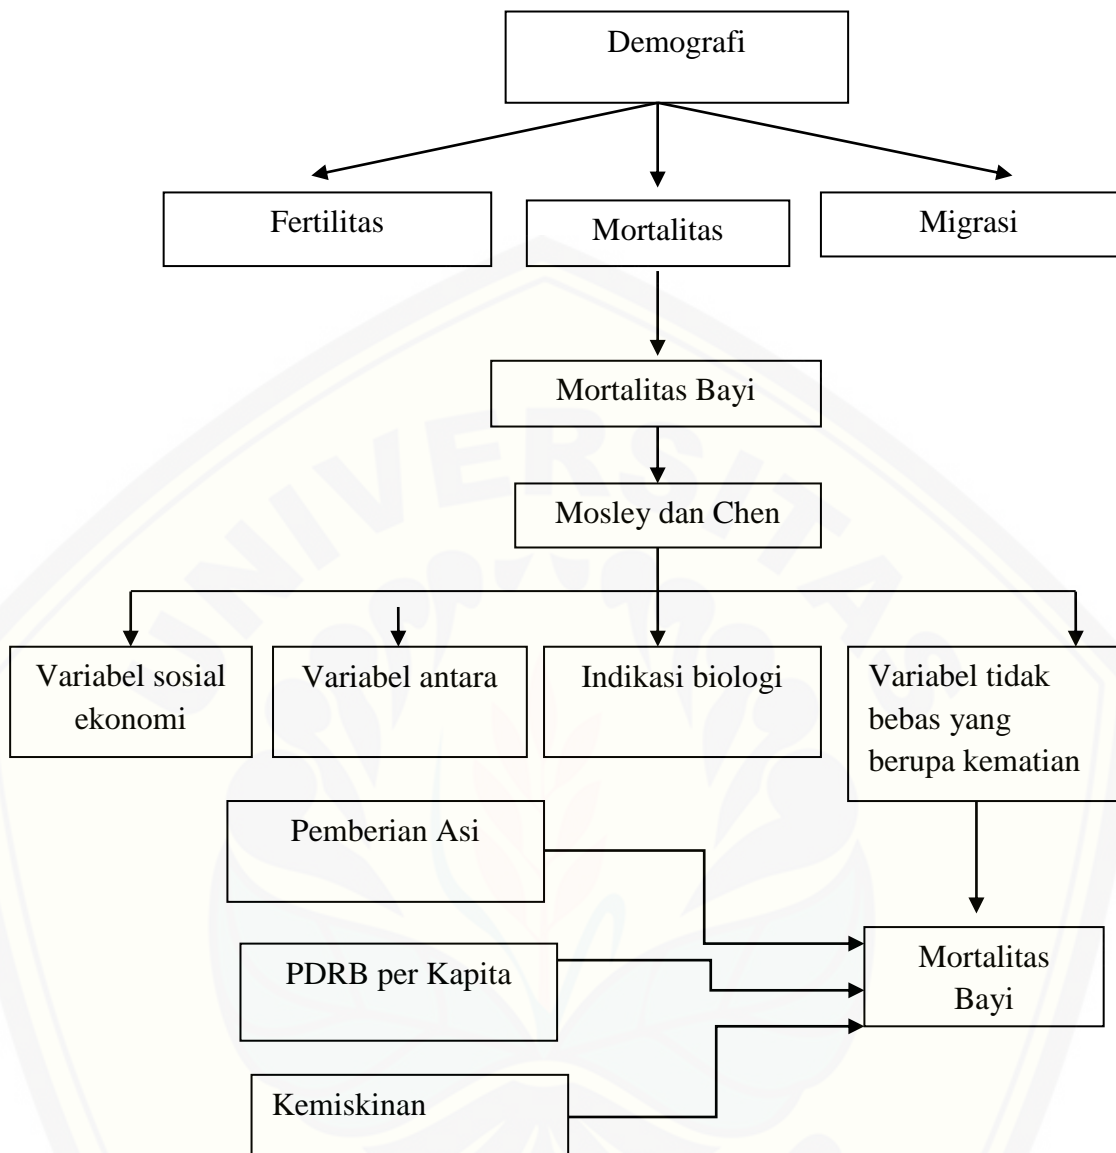 Demografi
Fertilitas
Mortalitas
Migrasi
Mortalitas Bayi
Mosley dan Chen
Variabel sosial
ekonomi
Variabel antara
Indikasi biologi
Variabel tidak
bebas yang
berupa kematian
Pemberian Asi
PDRB per Kapita
Mortalitas
Bayi
Kemiskinan
UNIVERSITAS